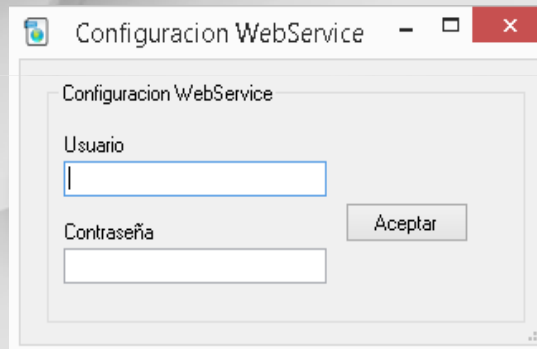 Configuracion WebService
Configuracion WebService
Usuario
Contraseña
Aceptar